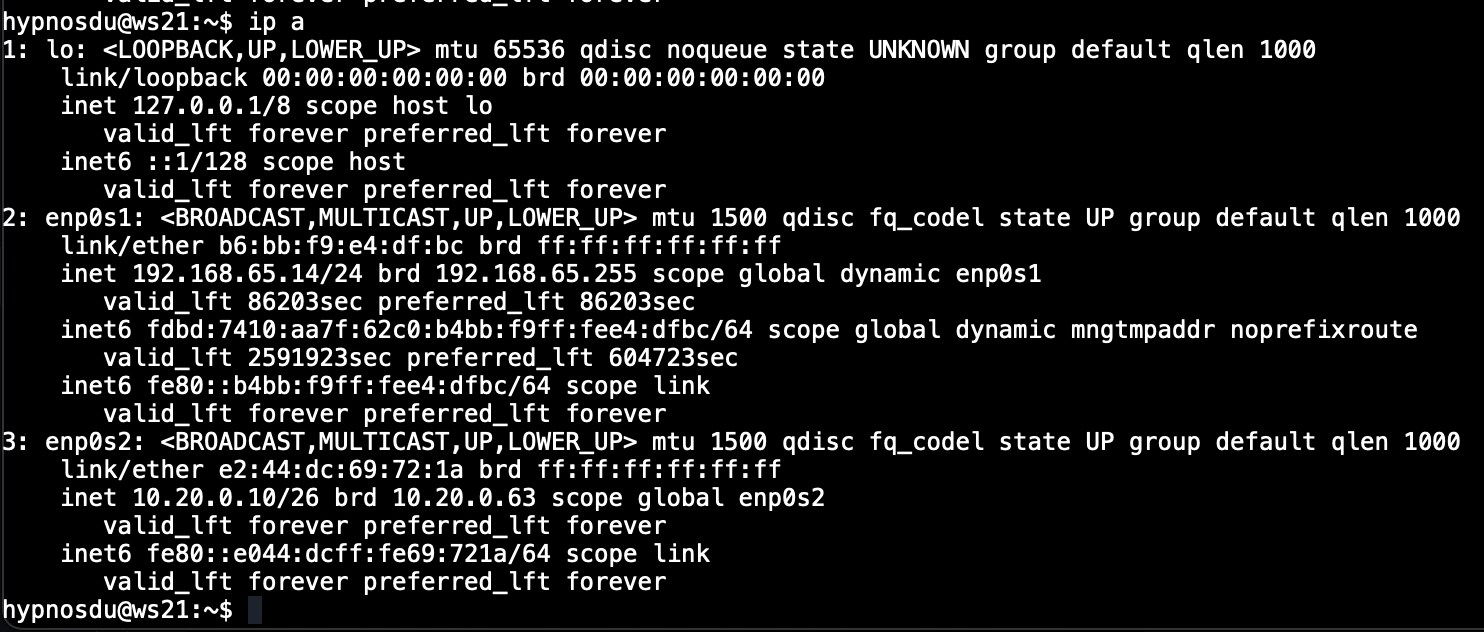 valid_lft forever preferred_lft forever
hypnosdu@ws21:~$ ip a
1: lo: <LOOPBACK,UP,LOWER_UP> mtu 65536 qdisc noqueue state UNKNOWN group default qlen 1000
    link/loopback 00:00:00:00:00:00 brd 00:00:00:00:00:00
    inet 127.0.0.1/8 scope host lo
       valid_lft forever preferred_lft forever
    inet6 ::1/128 scope host
       valid_lft forever preferred_lft forever
2: enp0s1: <BROADCAST,MULTICAST,UP,LOWER_UP> mtu 1500 qdisc fq_codel state UP group default qlen 1000
    link/ether b6:bb:f9:e4:df:bc brd ff:ff:ff:ff:ff:ff
    inet 192.168.65.14/24 brd 192.168.65.255 scope global dynamic enp0s1
       valid_lft 86203sec preferred_lft 86203sec
    inet6 fdbd:7410:aa7f:62c0:b4bb:f9ff:fee4:dfbc/64 scope global dynamic mngtmpaddr noprefixroute
       valid_lft 2591923sec preferred_lft 604723sec
    inet6 fe80::b4bb:f9ff:fee4:dfbc/64 scope link
       valid_lft forever preferred_lft forever
3: enp0s2: <BROADCAST,MULTICAST,UP,LOWER_UP> mtu 1500 qdisc fq_codel state UP group default qlen 1000
    link/ether e2:44:dc:69:72:1a brd ff:ff:ff:ff:ff:ff
    inet 10.20.0.10/26 brd 10.20.0.63 scope global enp0s2
       valid_lft forever preferred_lft forever
    inet6 fe80::e044:dcff:fe69:721a/64 scope link
       valid_lft forever preferred_lft forever
hypnosdu@ws21:~$